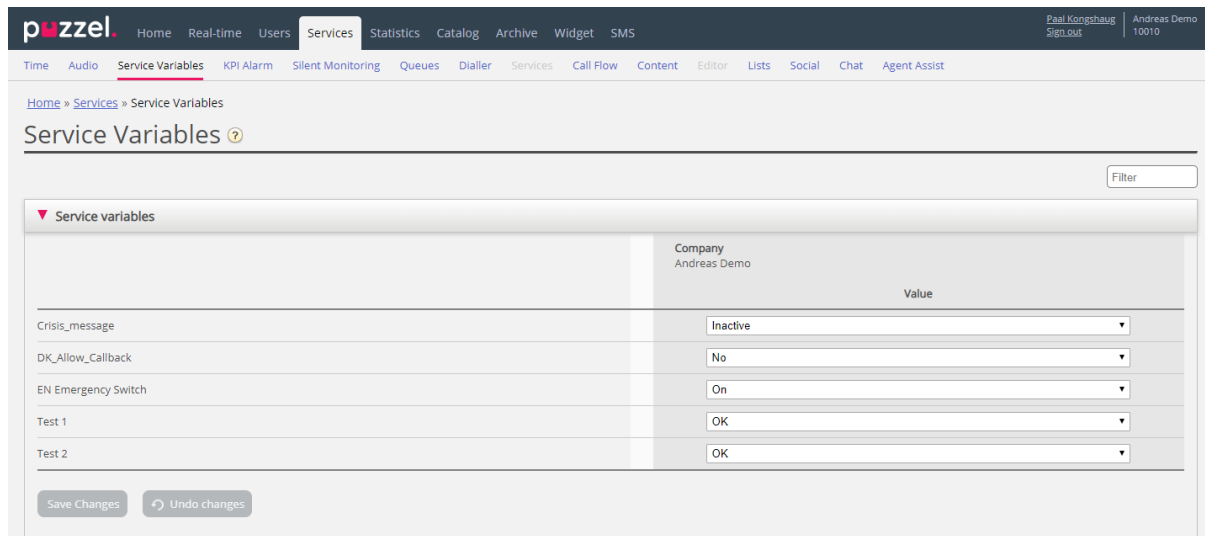 puzzel. Home Real-time Users Services Statistics Catalog Archive Widget SMS
Paal Kongshaug Andreas Demo
Sign out 10010
Time Audio Service Variables KPI Alarm Silent Monitoring Queues Dialler Services Call Flow Content Editor Lists Social Chat Agent Assist
Home » Services » Service Variables
Service Variables ?
Filter
Service variables
Company
Andreas Demo
Value
Crisis_message Inactive
DK_Allow_Callback No
EN Emergency Switch On
Test 1 OK
Test 2 OK
Save Changes Undo changes